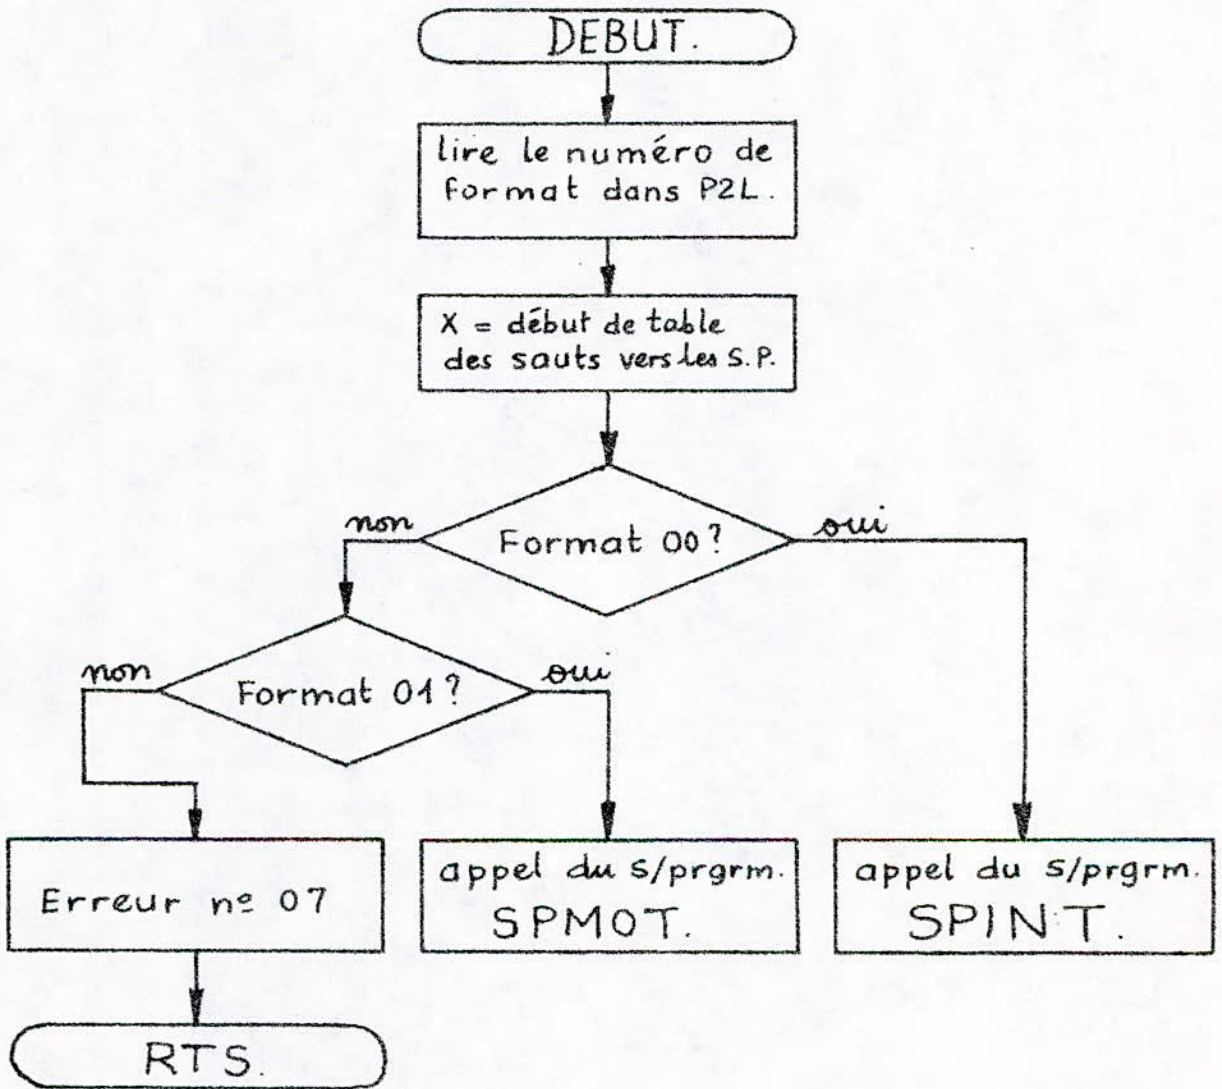 DEBUT.
lire le numéro de
format dans P2L.
X = début de table
des sauts vers les S.P.
non
Format 00?
oui
non
Format 01?
oui
Erreur nº 07
appel du S/prgrm.
SPMOT.
appel du S/prgrm.
SPINT.
RTS.